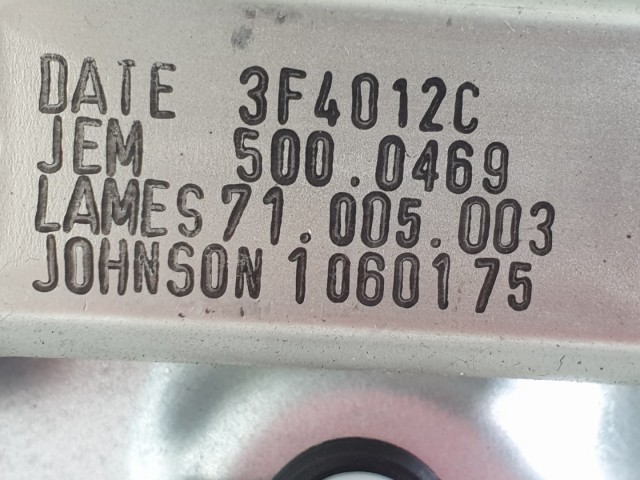 DATE 3F4012C
JEM 500.0469
LAMES 71.005.003
JOHNSON 1060175